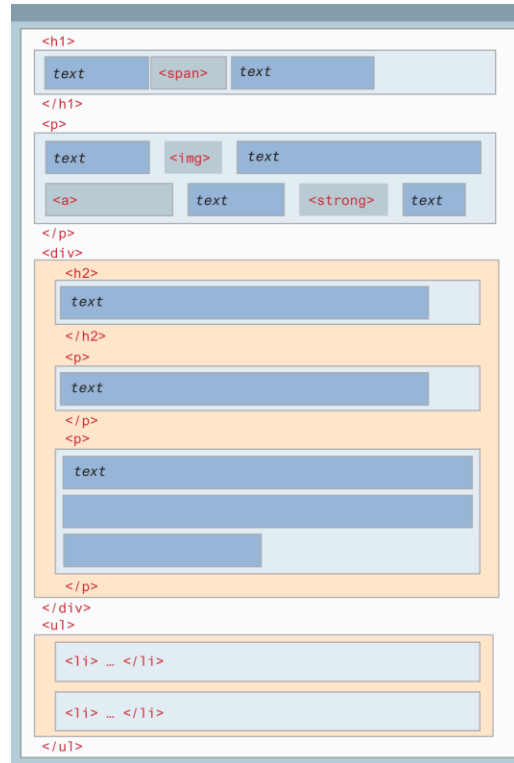 <h1>
text <span> text
</h1>
<p>
text <img> text
<a> text <strong> text
</p>
<div>
<h2>
text
</h2>
<p>
text
</p>
<p>
text
</p>
</div>
<ul>
<li> … </li>
<li> … </li>
</ul>